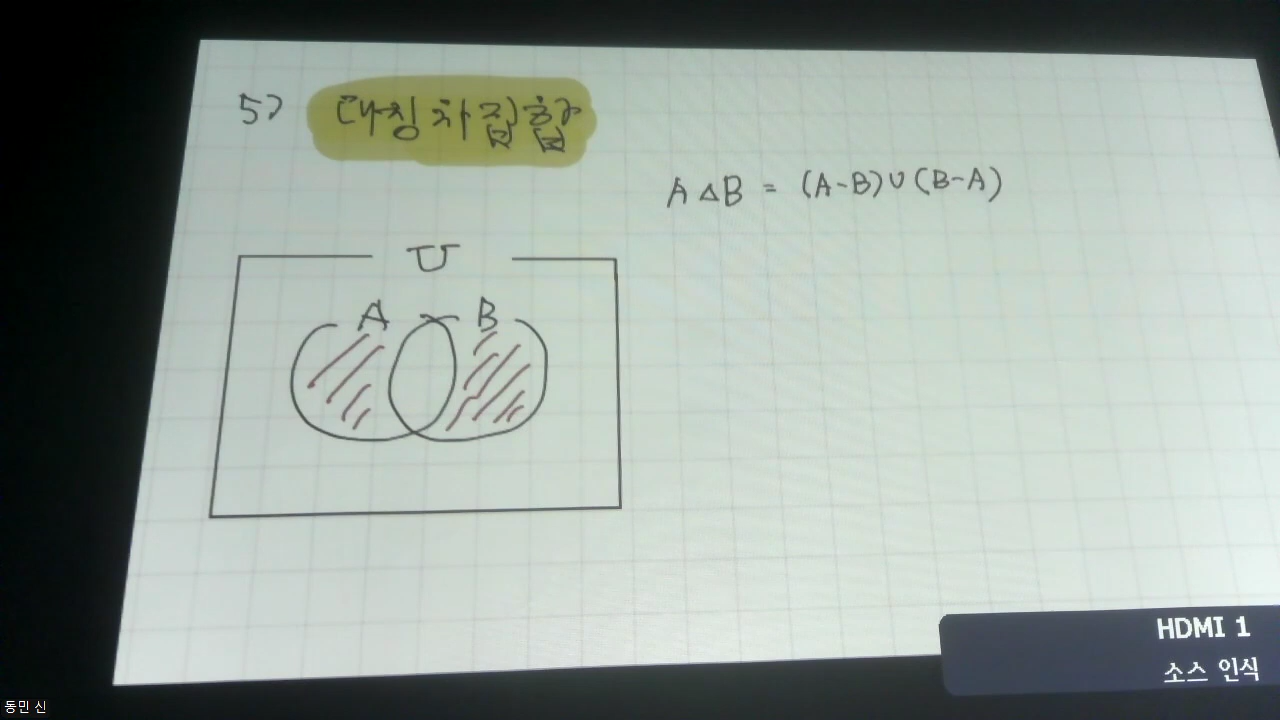 5) 대칭차집합
A △ B = (A-B)∪(B-A)
U
A B
HDMI 1
소스 인식
동민 신